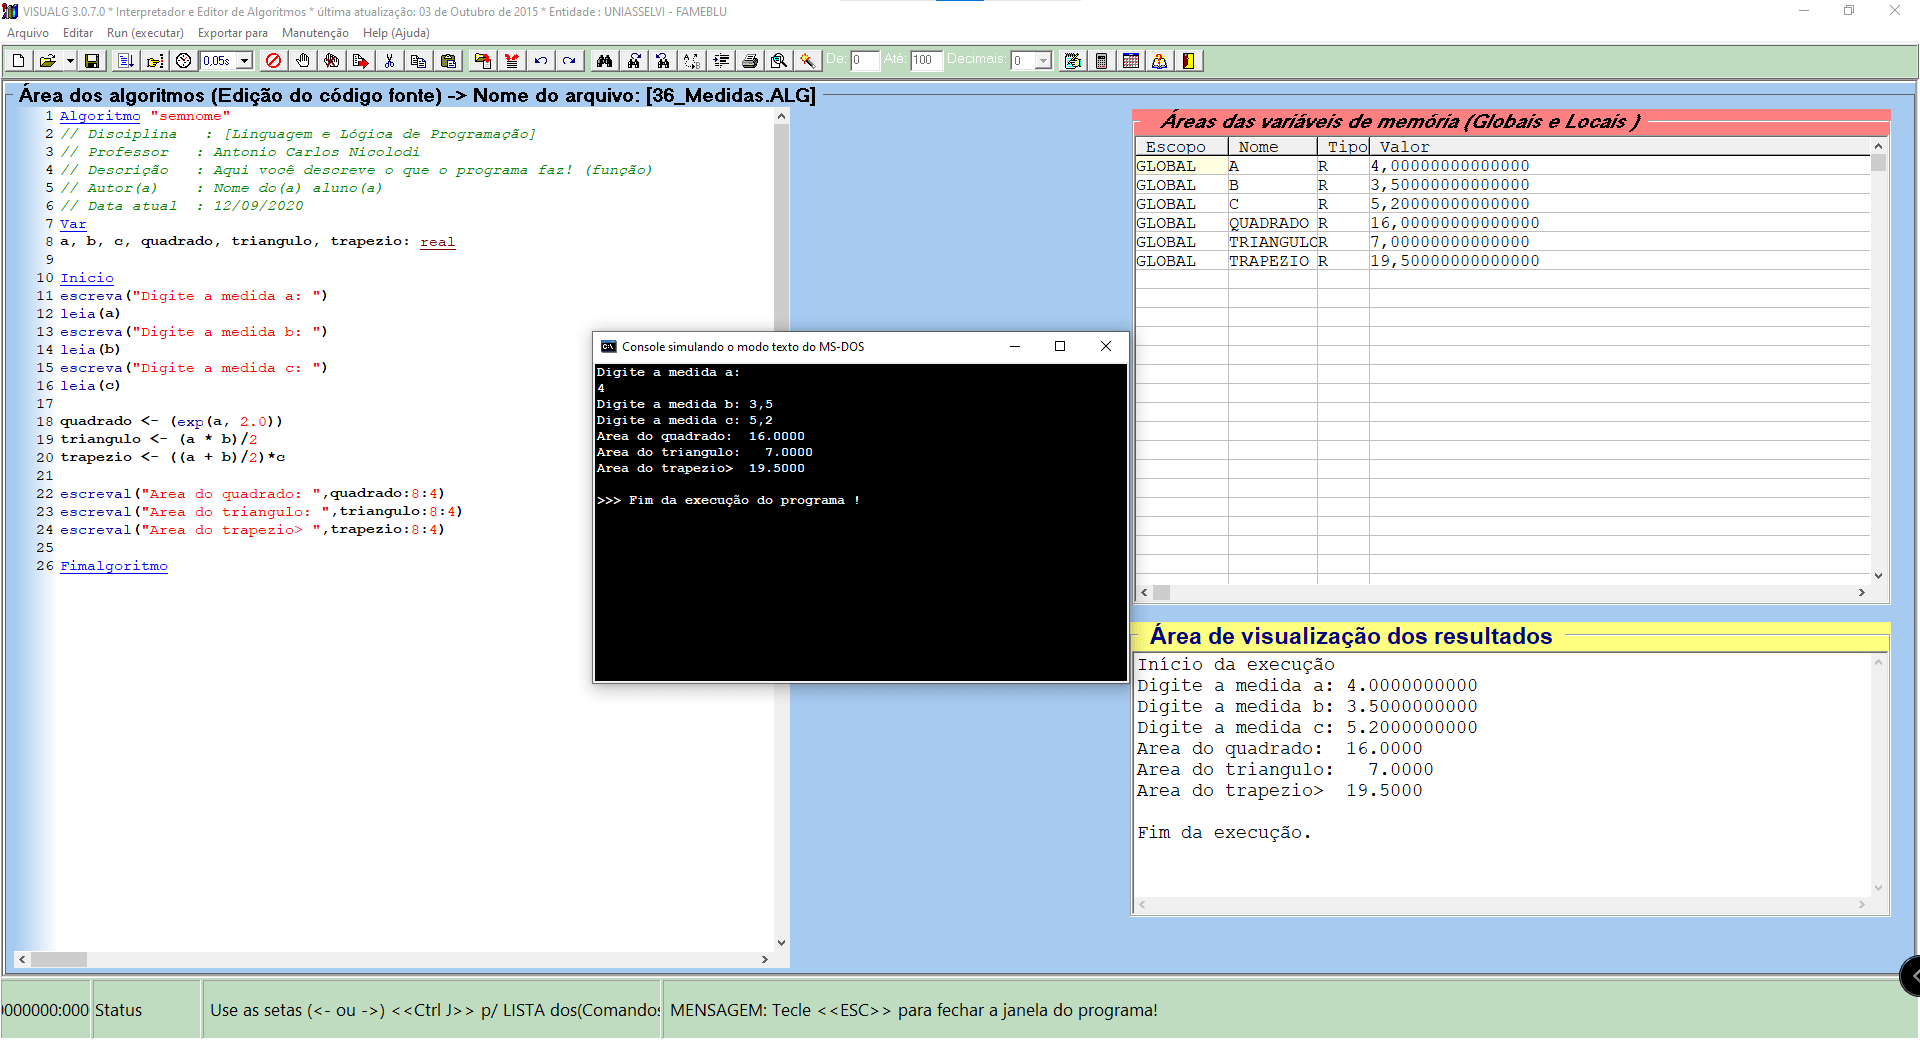 VISUALG 3.0.7.0 * Interpretador e Editor de Algoritmos * última atualização: 03 de Outubro de 2015 * Entidade : UNIASSELVI - FAMEBLU
Arquivo Editar Run (executar) Exportar para Manutenção Help (Ajuda)
0,05s De: 0 Até: 100 Decimais: 0
Área dos algoritmos (Edição do código fonte) -> Nome do arquivo: [36_Medidas.ALG]
1 Algoritmo "semnome"
2 // Disciplina : [Linguagem e Lógica de Programação]
3 // Professor : Antonio Carlos Nicolodi
4 // Descrição : Aqui você descreve o que o programa faz! (função)
5 // Autor(a) : Nome do(a) aluno(a)
6 // Data atual : 12/09/2020
7 Var
8 a, b, c, quadrado, triangulo, trapezio: real
9
10 Inicio
11 escreva("Digite a medida a: ")
12 leia(a)
13 escreva("Digite a medida b: ")
14 leia(b)
15 escreva("Digite a medida c: ")
16 leia(c)
17
18 quadrado <- (exp(a, 2.0))
19 triangulo <- (a * b)/2
20 trapezio <- ((a + b)/2)*c
21
22 escreval("Area do quadrado: ",quadrado:8:4)
23 escreval("Area do triangulo: ",triangulo:8:4)
24 escreval("Area do trapezio> ",trapezio:8:4)
25
26 Fimalgoritmo
Console simulando o modo texto do MS-DOS
Digite a medida a:
4
Digite a medida b: 3,5
Digite a medida c: 5,2
Area do quadrado:  16.0000
Area do triangulo:   7.0000
Area do trapezio>  19.5000
>>> Fim da execução do programa !
Áreas das variáveis de memória (Globais e Locais )
Escopo Nome Tipo Valor
GLOBAL A R 4,00000000000000
GLOBAL B R 3,50000000000000
GLOBAL C R 5,20000000000000
GLOBAL QUADRADO R 16,00000000000000
GLOBAL TRIANGULO R 7,00000000000000
GLOBAL TRAPEZIO R 19,50000000000000
Área de visualização dos resultados
Início da execução
Digite a medida a: 4.0000000000
Digite a medida b: 3.5000000000
Digite a medida c: 5.2000000000
Area do quadrado:  16.0000
Area do triangulo:   7.0000
Area do trapezio>  19.5000
Fim da execução.
0000000:000 Status Use as setas (<- ou ->) <<Ctrl J>> p/ LISTA dos(Comandos MENSAGEM: Tecle <<ESC>> para fechar a janela do programa!